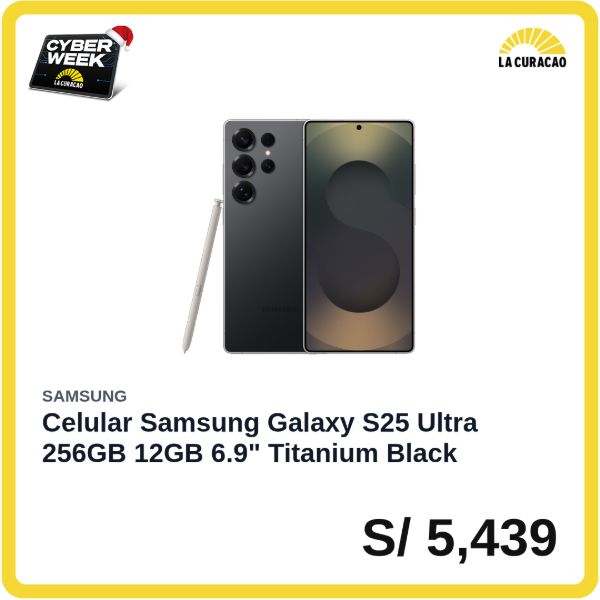 CYBER
WEEK
LA CURACAO
LA CURACAO
SAMSUNG
SAMSUNG
Celular Samsung Galaxy S25 Ultra
256GB 12GB 6.9" Titanium Black
S/ 5,439